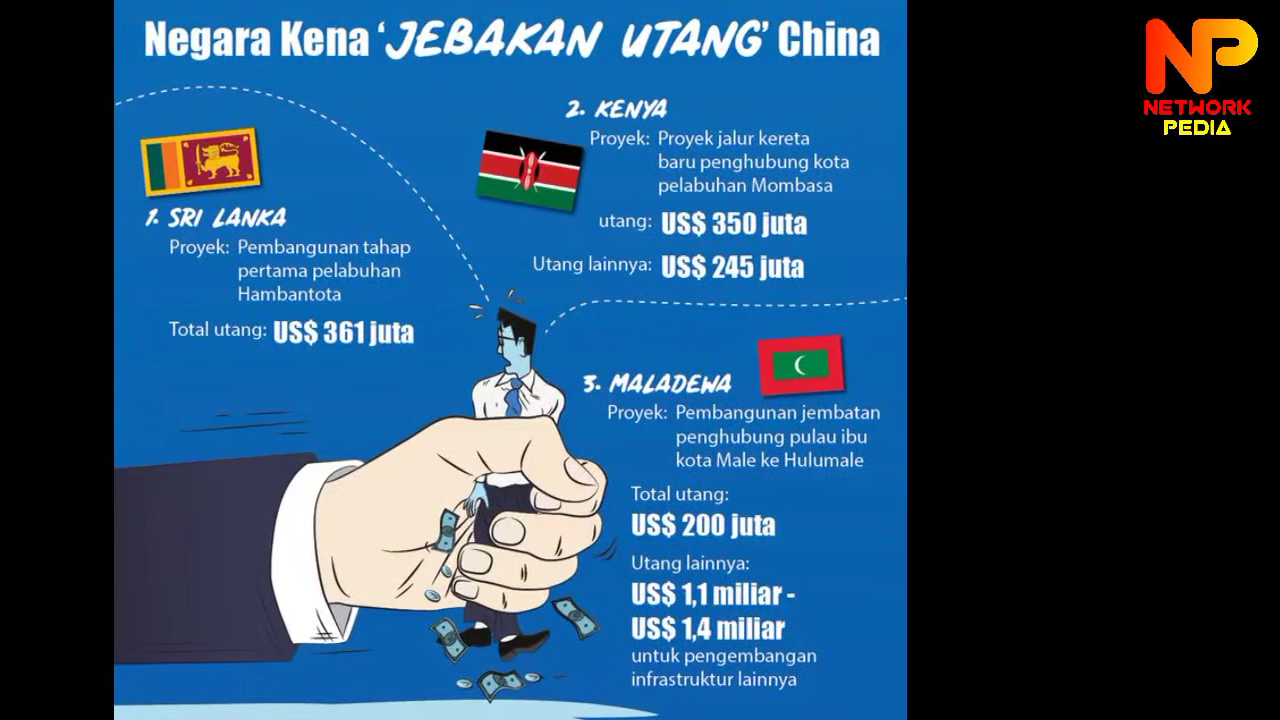 Negara Kena 'JEBAKAN UTANG' China
1. SRI LANKA
Proyek: Pembangunan tahap
pertama pelabuhan
Hambantota
Total utang: US$ 361 juta
2. KENYA
Proyek: Proyek jalur kereta
baru penghubung kota
pelabuhan Mombasa
utang: US$ 350 juta
Utang lainnya: US$ 245 juta
3. MALADEWA
Proyek: Pembangunan jembatan
penghubung pulau ibu
kota Male ke Hulumale
Total utang:
US$ 200 juta
Utang lainnya:
US$ 1,1 miliar -
US$ 1,4 miliar
untuk pengembangan
infrastruktur lainnya
NP
NETWORK
PEDIA